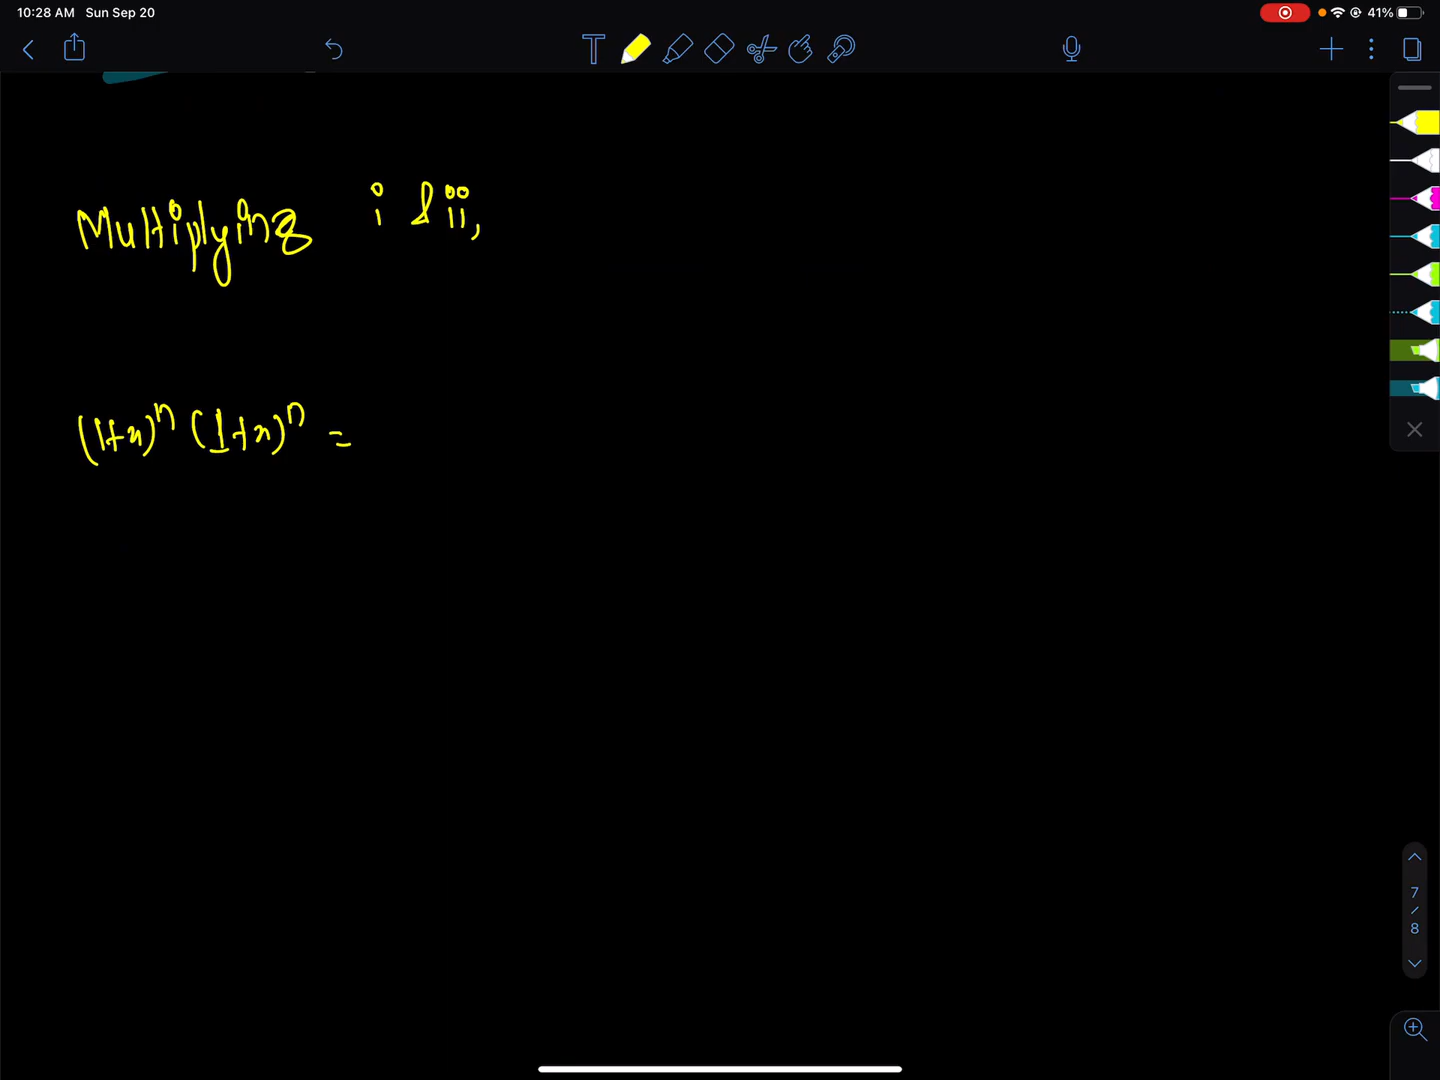 10:28 AM Sun Sep 20
41%
Multiplying i & ii,
(1+x)^n (1+x)^n =
7
/
8